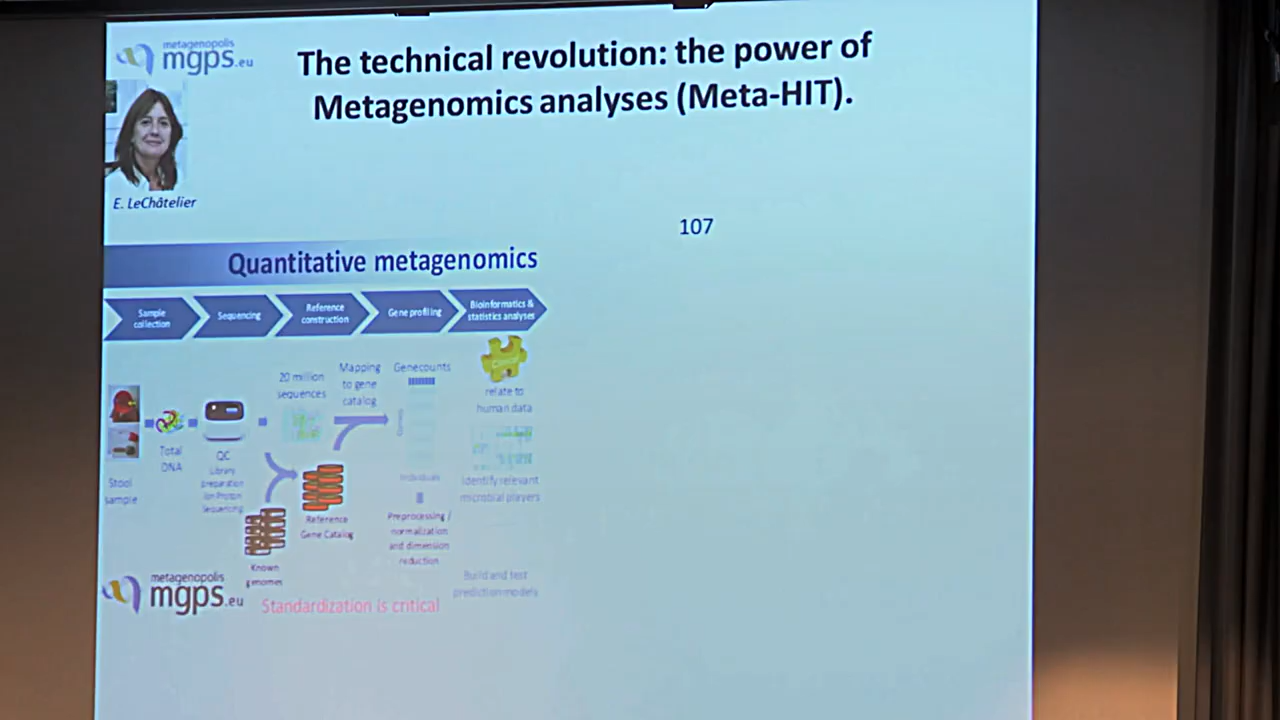 metagenopolis
mgps.eu
The technical revolution: the power of
Metagenomics analyses (Meta-HIT).
E. LeChâtelier
107
Quantitative metagenomics
Sample
collection
Sequencing
Reference
construction
Gene profiling
Bioinformatics &
statistics analyses
20 million
sequences
Mapping
to gene
catalog
Genecounts
relate to
human data
Total
DNA
QC
Library
preparation
Ion Proton
Sequencing
Stool
sample
Individuals
Identify relevant
microbial players
Reference
Gene Catalog
Preprocessing /
normalization
and dimension
reduction
Known
genomes
Build and test
prediction models
metagenopolis
mgps.eu
Standardization is critical